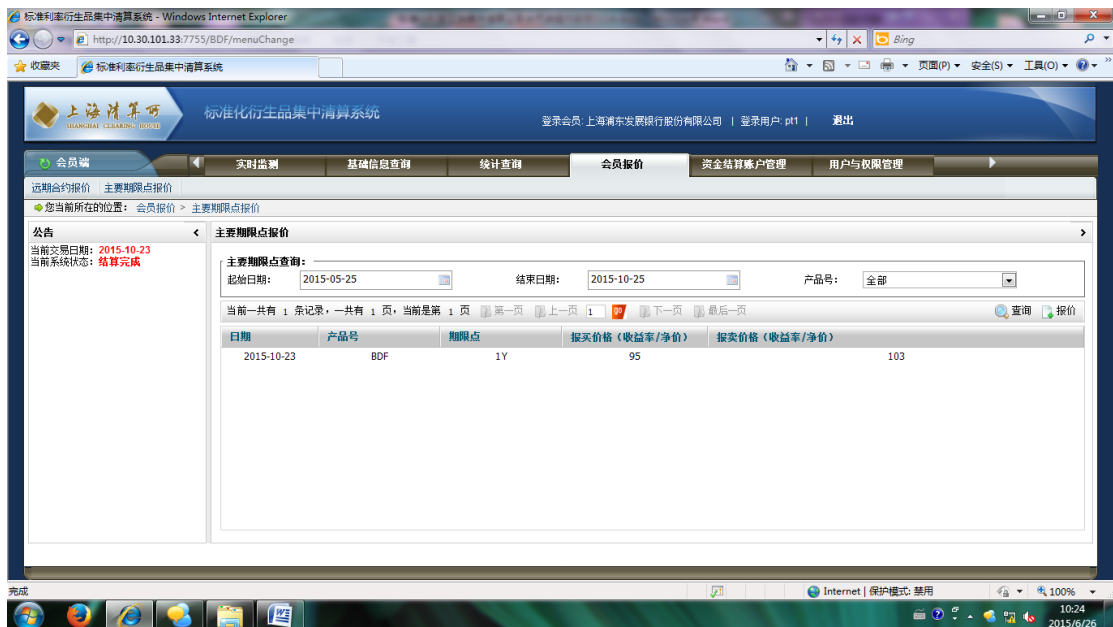 标准利率衍生品集中清算系统 - Windows Internet Explorer
http://10.30.101.33:7755/BDF/menuChange
Bing
收藏夹 标准利率衍生品集中清算系统 页面(P) 安全(S) 工具(O)
上海清算所 标准化衍生品集中清算系统
SHANGHAI CLEARING HOUSE
登录会员: 上海浦东发展银行股份有限公司 | 登录用户: pt1 | 退出
会员端 实时监测 基础信息查询 统计查询 会员报价 资金结算账户管理 用户与权限管理
远期合约报价 主要期限点报价
您当前所在的位置: 会员报价 > 主要期限点报价
公告 主要期限点报价
当前交易日期: 2015-10-23
当前系统状态: 结算完成
主要期限点查询:
起始日期: 2015-05-25 结束日期: 2015-10-25 产品号: 全部
当前一共有 1 条记录, 一共有 1 页, 当前是第 1 页 第一页 上一页 1 go 下一页 最后一页 查询 报价
日期 产品号 期限点 报买价格 (收益率/净价) 报卖价格 (收益率/净价)
2015-10-23 BDF 1Y 95 103
完成 Internet | 保护模式: 禁用 100%
10:24
2015/6/26